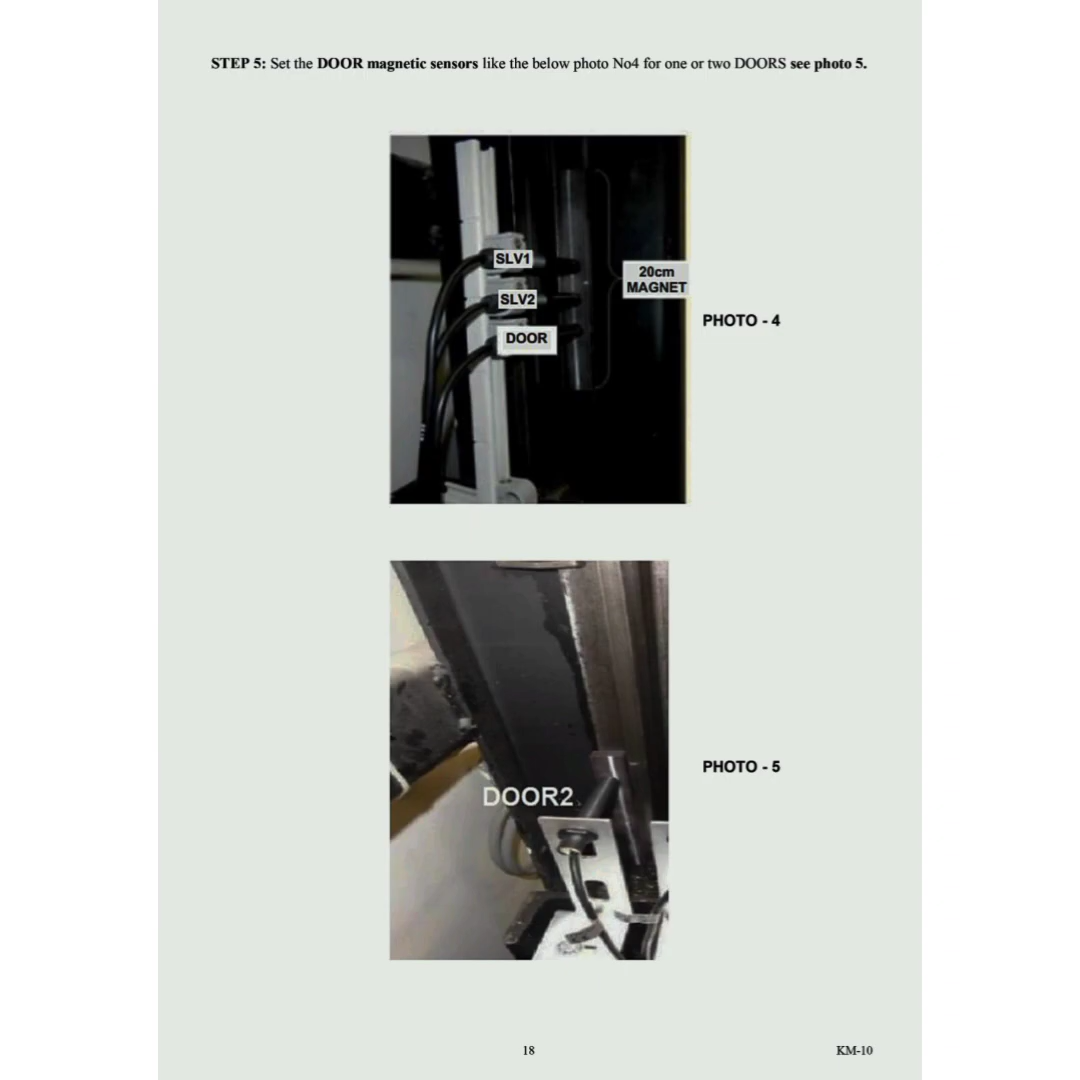 STEP 5: Set the DOOR magnetic sensors like the below photo No4 for one or two DOORS see photo 5.
SLV1
20cm
MAGNET
SLV2
PHOTO - 4
DOOR
PHOTO - 5
DOOR2
18 KM-10